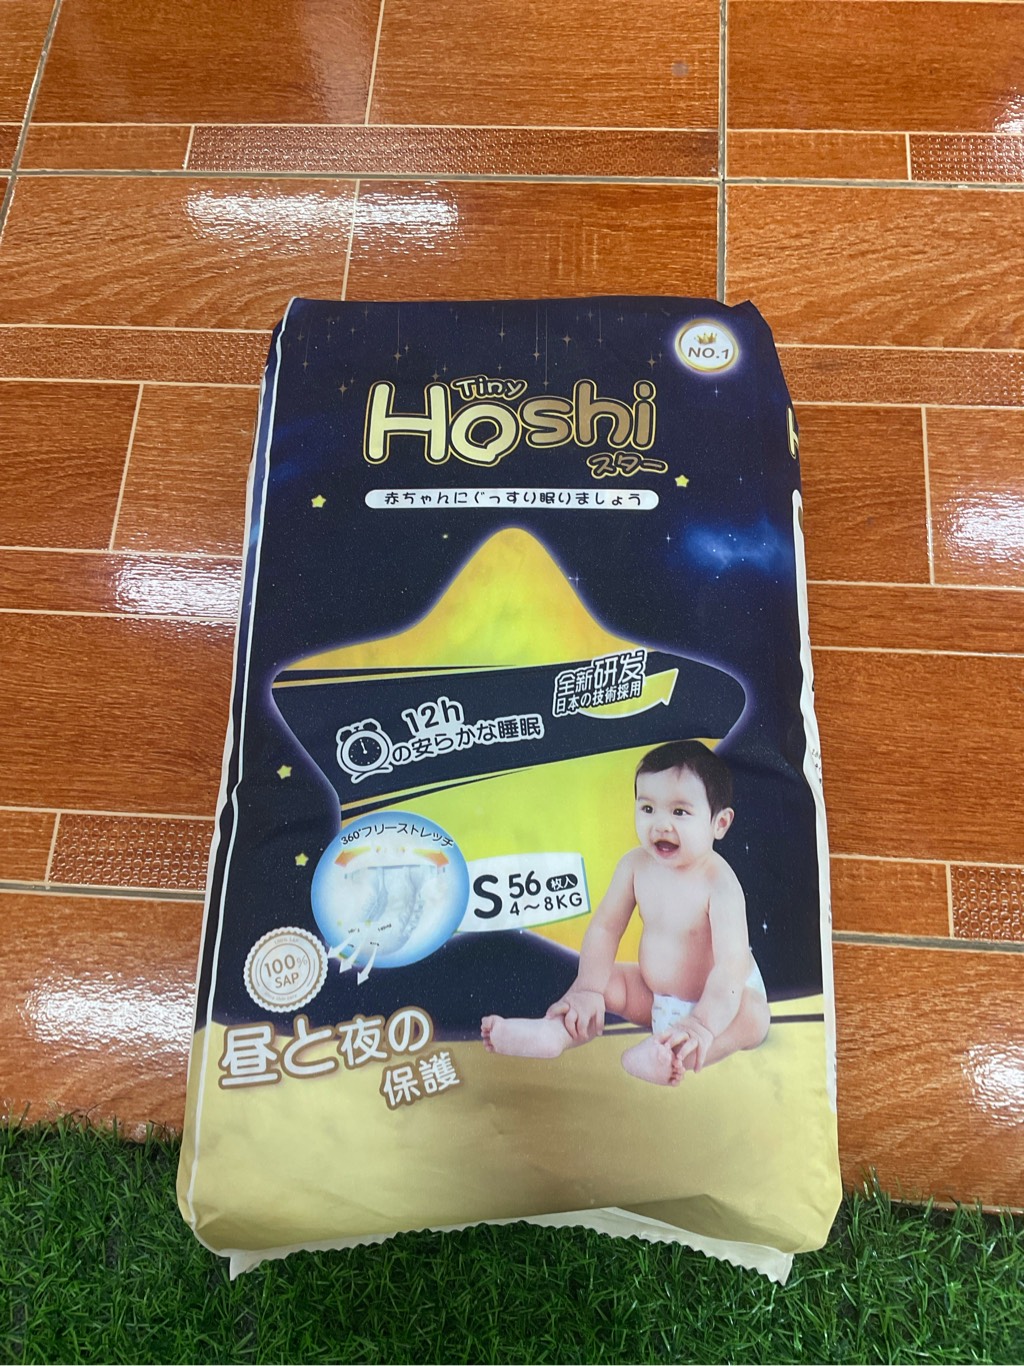 NO.1
Tiny
Hoshi
スター
赤ちゃんにぐっすり眠りましょう
全新研发
日本の技術採用
12h
の安らかな睡眠
360°フリーストレッチ
S 56 枚入
4～8KG
100%
SAP
昼と夜の
保護